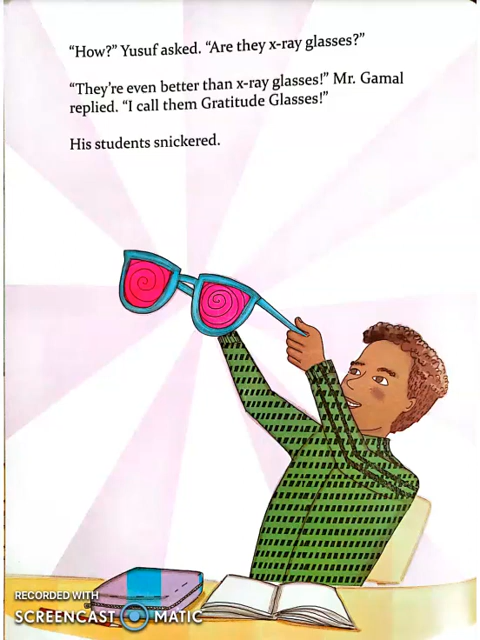 “How?” Yusuf asked. “Are they x-ray glasses?”
“They’re even better than x-ray glasses!” Mr. Gamal
replied. “I call them Gratitude Glasses!”
His students snickered.
RECORDED WITH
SCREENCAST MATIC